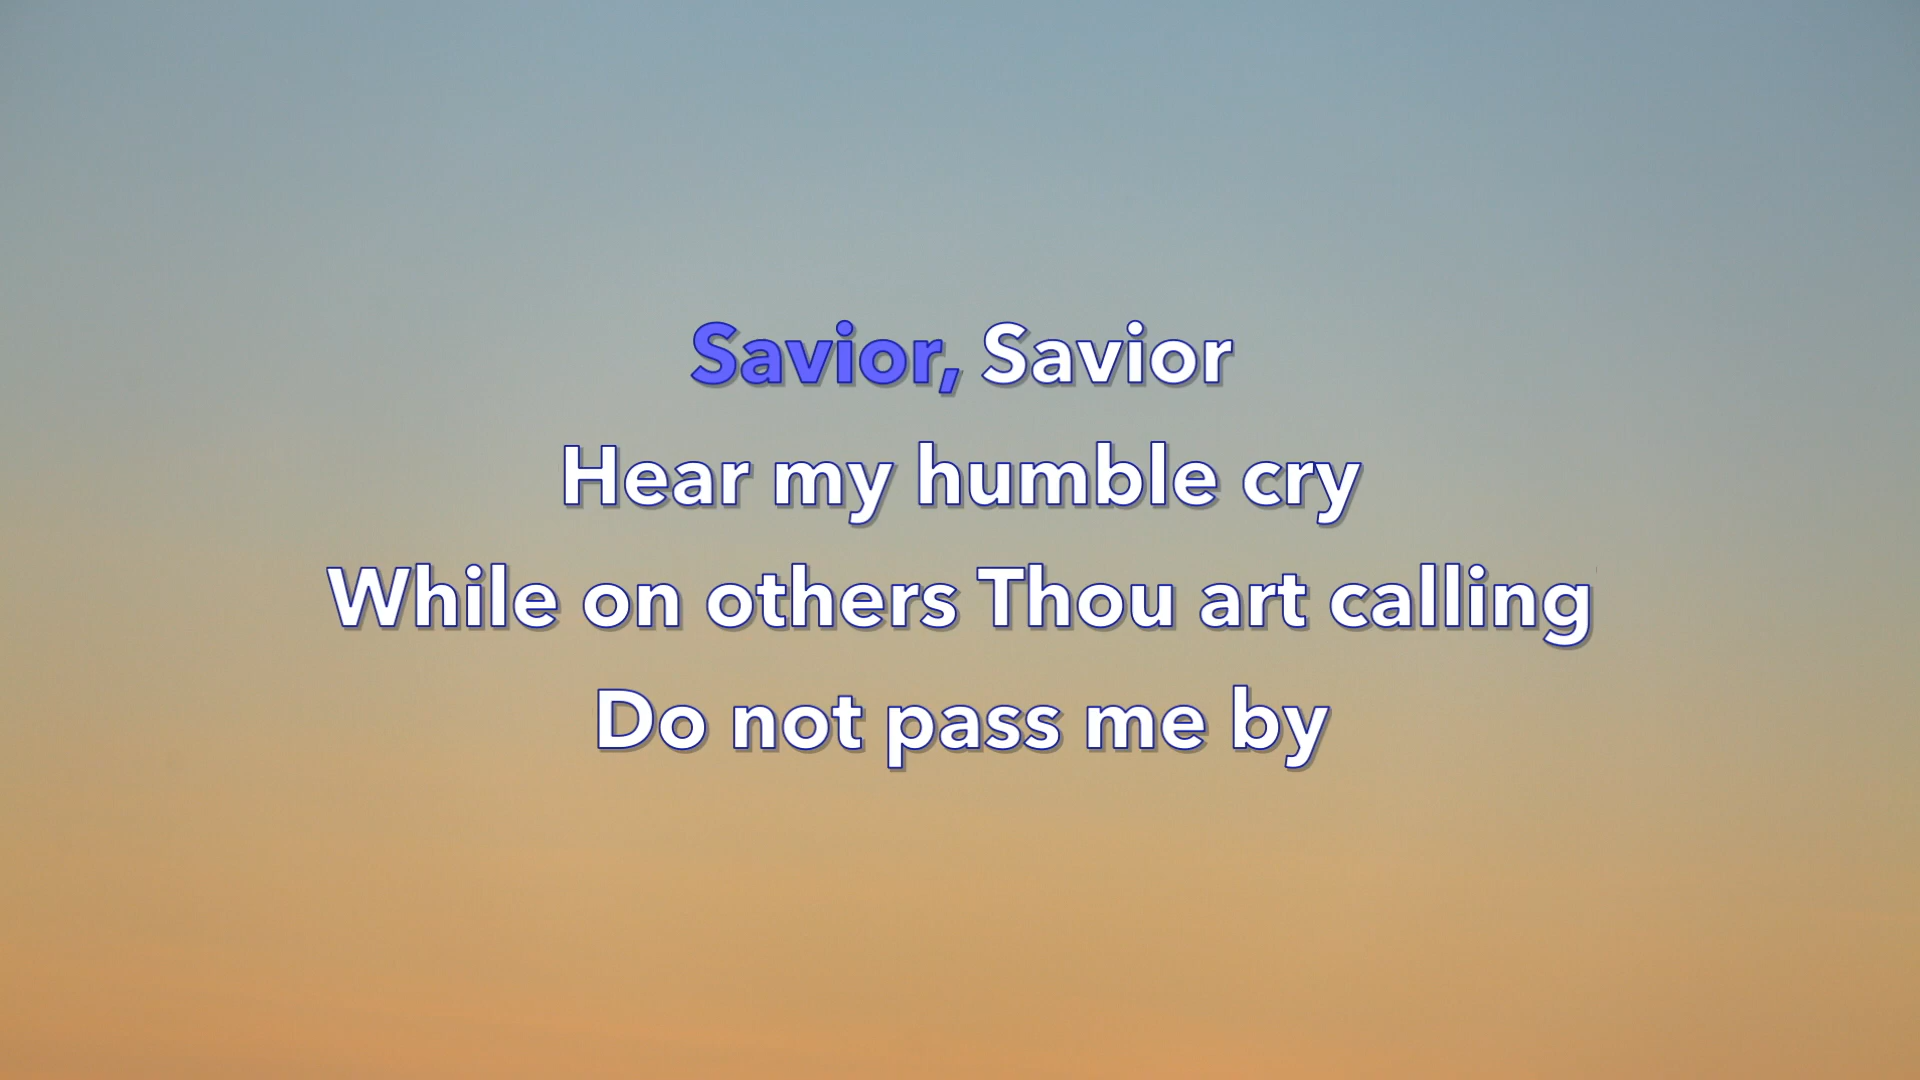 Savior, Savior
Hear my humble cry
While on others Thou art calling
Do not pass me by